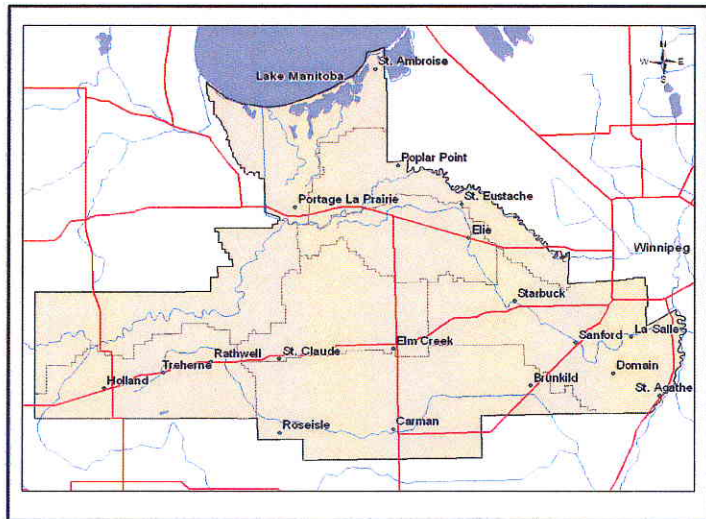 N
W E
S
St. Ambroise
Lake Manitoba
Poplar Point
St. Eustache
Portage La Prairie
Elie
Winnipeg
Starbuck
La Salle
Sanford
Elm Creek
St. Claude
Rathwell
Treherne
Domain
Holland
Brunkild
St. Agathe
Roseisle
Carman